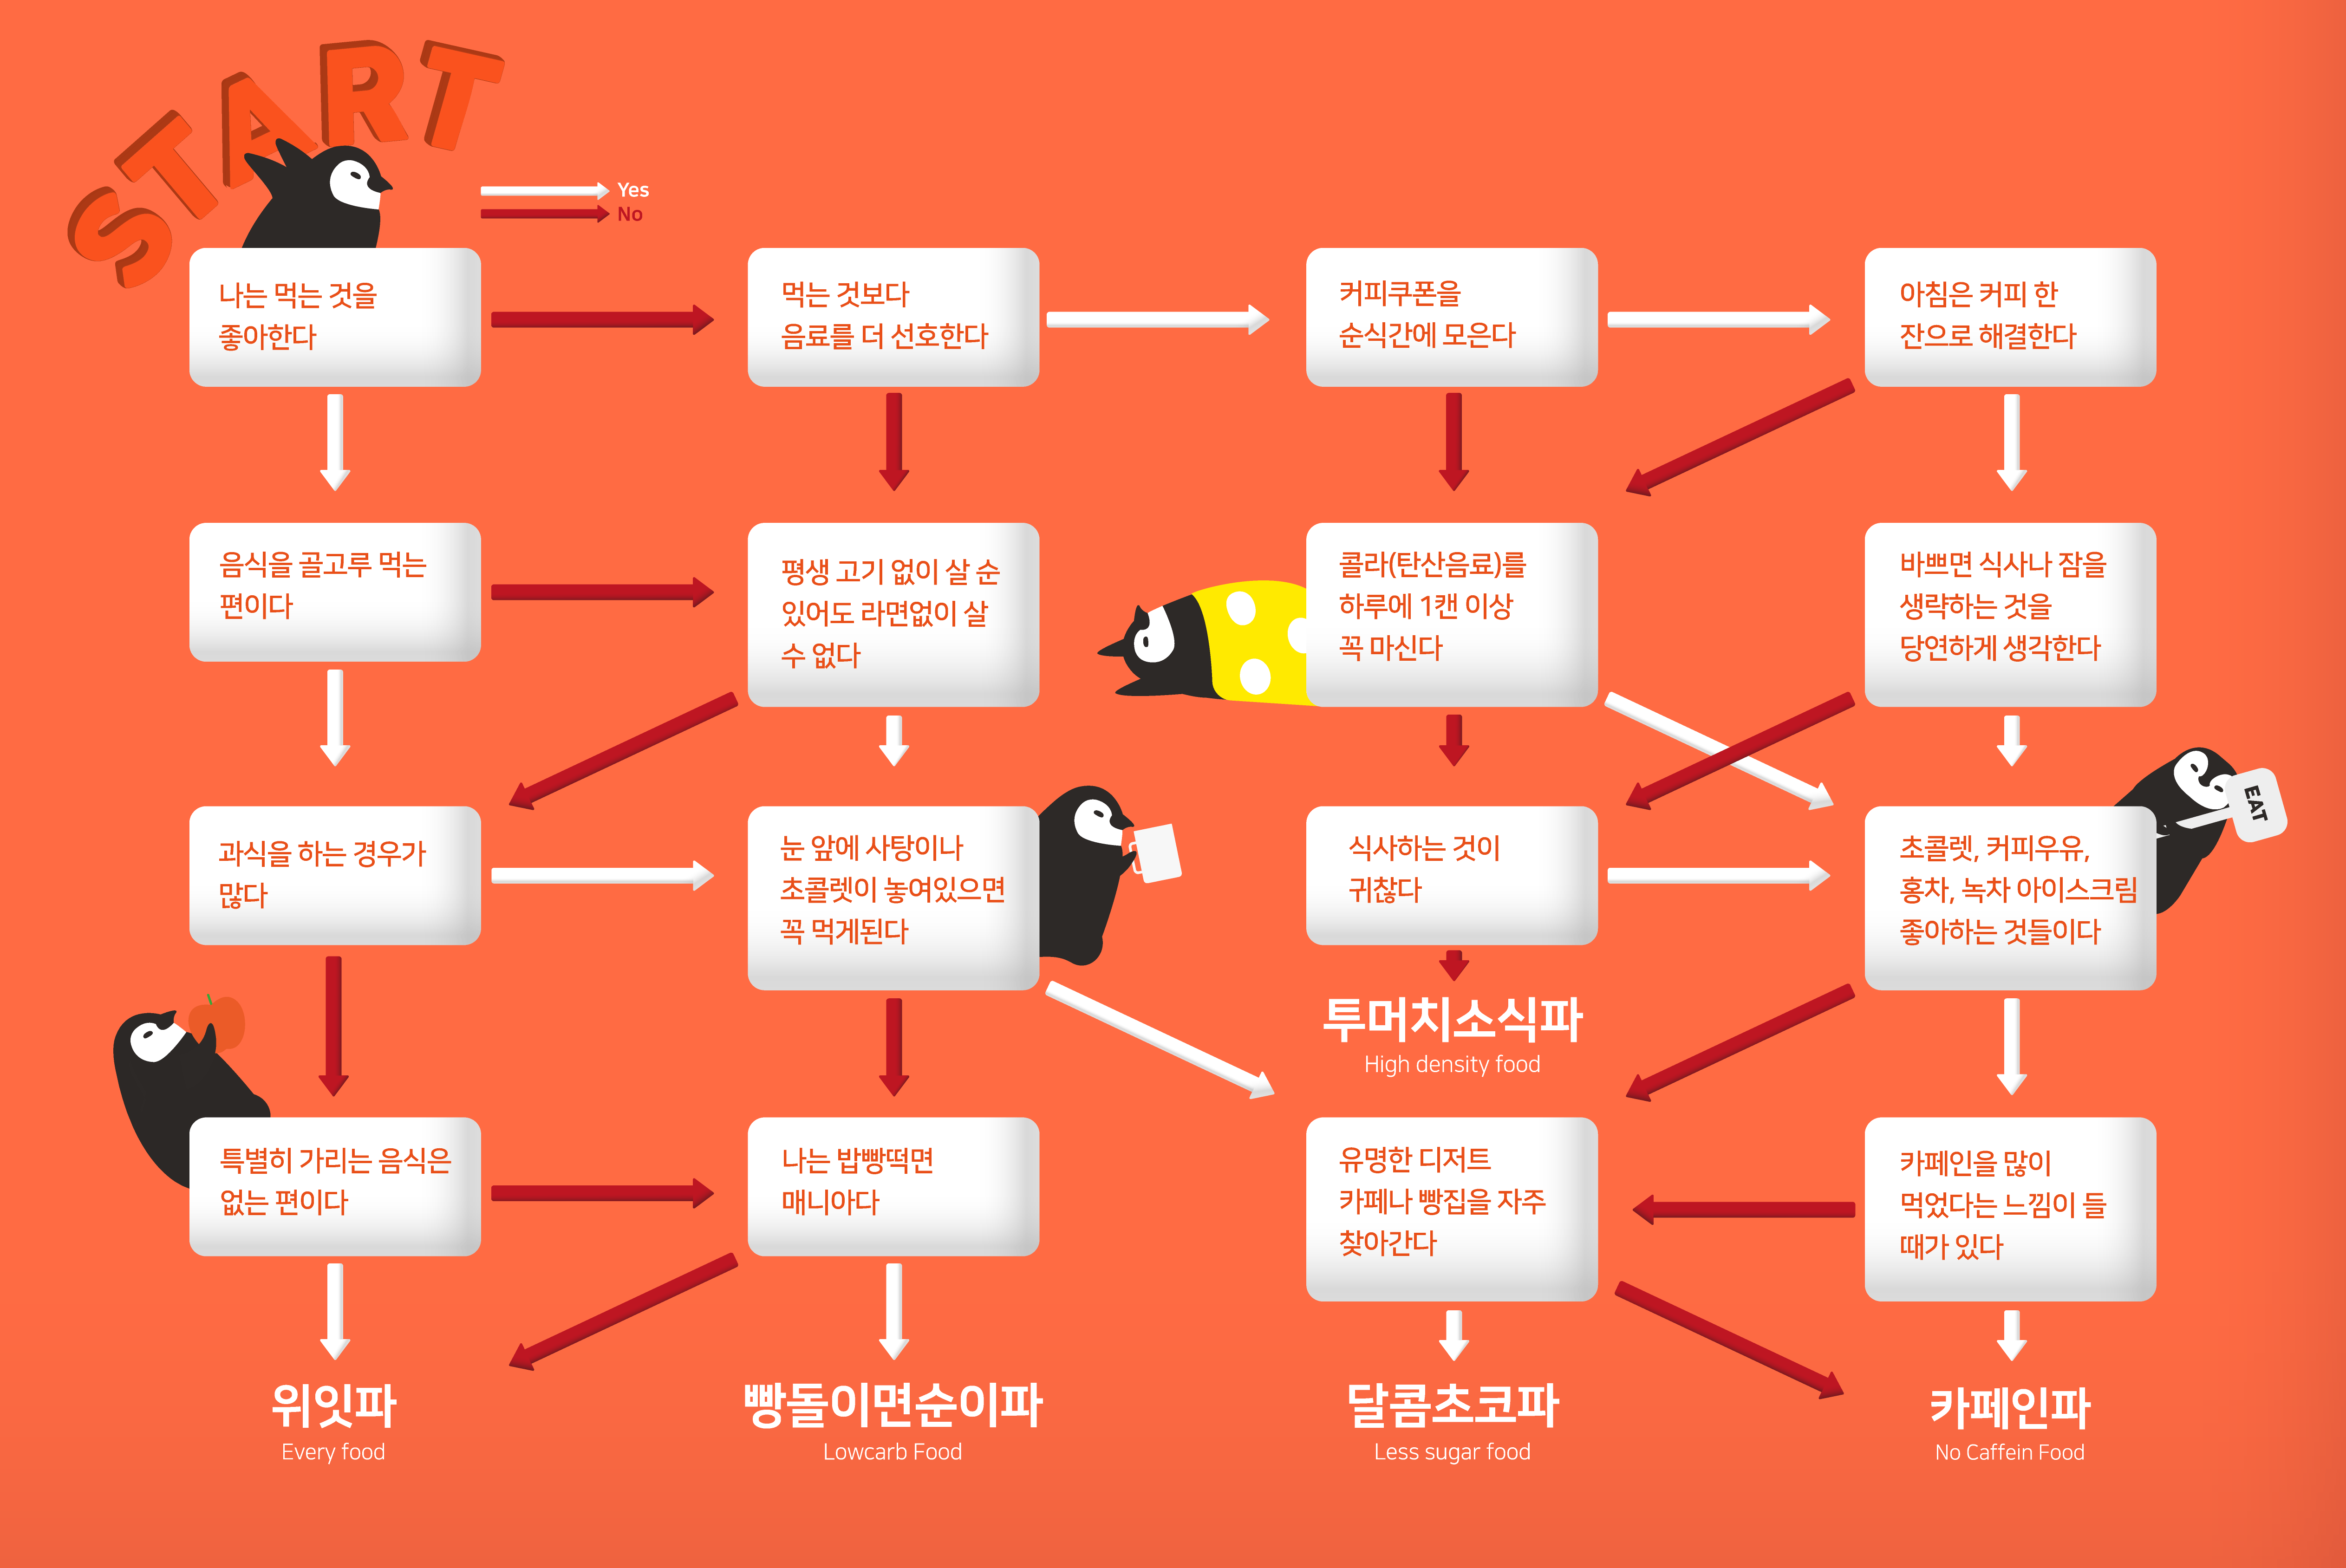 START
Yes
No
나는 먹는 것을
좋아한다
먹는 것보다
음료를 더 선호한다
커피쿠폰을
순식간에 모은다
아침은 커피 한
잔으로 해결한다
음식을 골고루 먹는
편이다
평생 고기 없이 살 순
있어도 라면없이 살
수 없다
콜라(탄산음료)를
하루에 1캔 이상
꼭 마신다
바쁘면 식사나 잠을
생략하는 것을
당연하게 생각한다
과식을 하는 경우가
많다
눈 앞에 사탕이나
초콜렛이 놓여있으면
꼭 먹게된다
식사하는 것이
귀찮다
초콜렛, 커피우유,
홍차, 녹차 아이스크림
좋아하는 것들이다
EAT
투머치소식파
High density food
특별히 가리는 음식은
없는 편이다
나는 밥빵떡면
매니아다
유명한 디저트
카페나 빵집을 자주
찾아간다
카페인을 많이
먹었다는 느낌이 들
때가 있다
위잇파
Every food
빵돌이면순이파
Lowcarb Food
달콤초코파
Less sugar food
카페인파
No Caffein Food